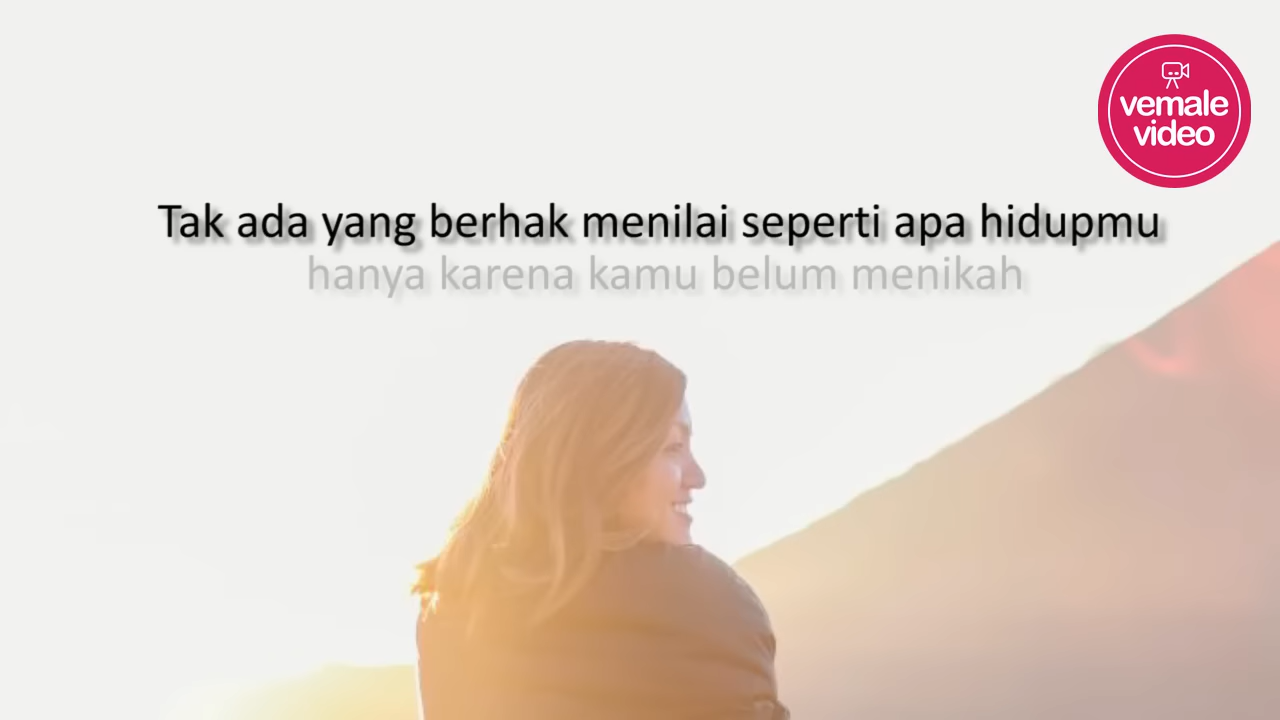 vemale
video
Tak ada yang berhak menilai seperti apa hidupmu
hanya karena kamu belum menikah